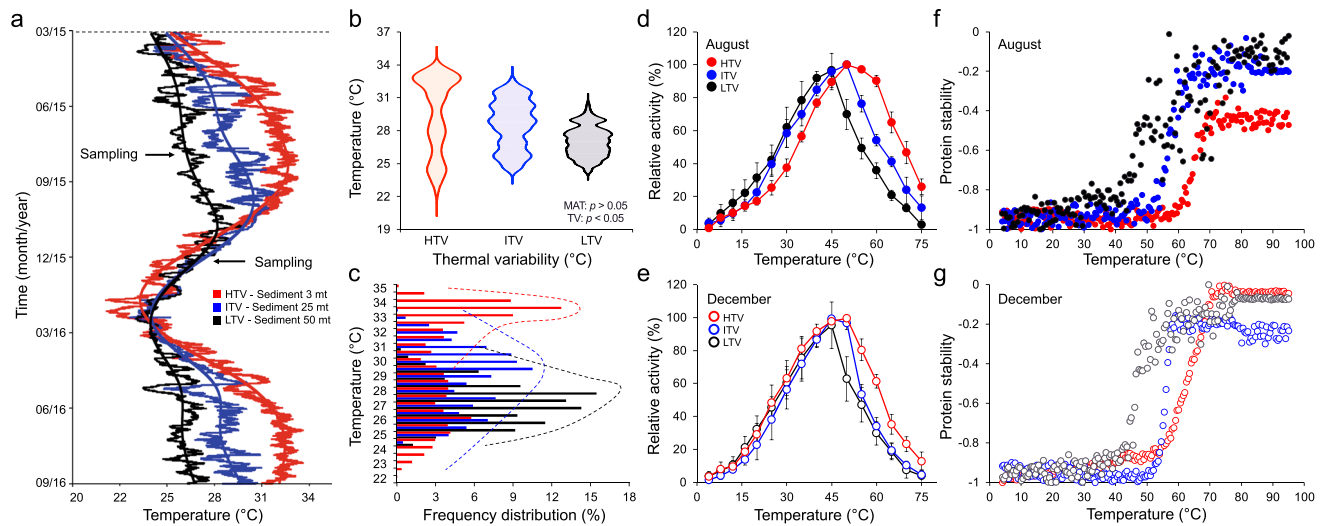 a
03/15
06/15
09/15
12/15
03/16
06/16
09/16
Time (month/year)
Sampling
Sampling
HTV - Sediment 3 mt
ITV - Sediment 25 mt
LTV - Sediment 50 mt
20 22 25 28 31 34
Temperature (°C)
b
37
34
31
28
25
22
19
Temperature (°C)
MAT: p > 0.05
TV: p < 0.05
HTV ITV LTV
Thermal variability (°C)
c
35
34
33
32
31
30
29
28
27
26
25
24
23
22
Temperature (°C)
0 3 6 9 12 15 18
Frequency distribution (%)
d
120
100
80
60
40
20
0
Relative activity (%)
August
HTV
ITV
LTV
0 15 30 45 60 75
Temperature (°C)
e
120
100
80
60
40
20
0
Relative activity (%)
December
HTV
ITV
LTV
0 15 30 45 60 75
Temperature (°C)
f
0
-0.2
-0.4
-0.6
-0.8
-1
Protein stability
August
0 10 20 30 40 50 60 70 80 90 100
Temperature (°C)
g
0
-0.2
-0.4
-0.6
-0.8
-1
Protein stability
December
0 10 20 30 40 50 60 70 80 90 100
Temperature (°C)